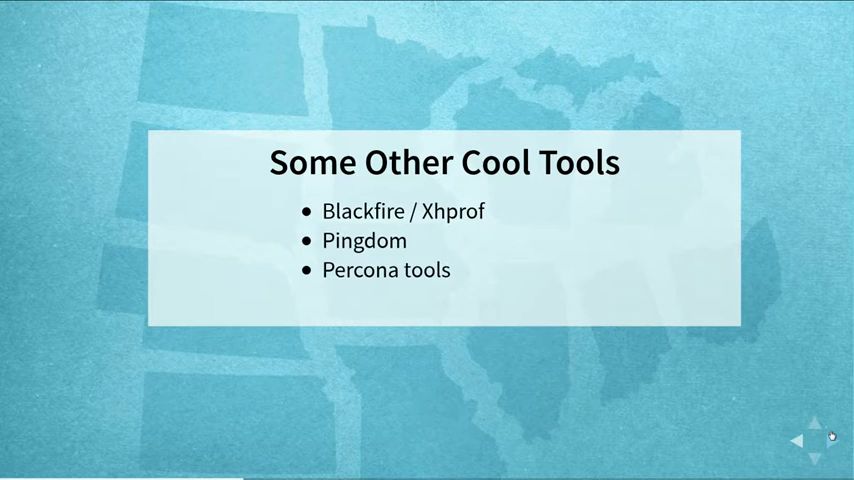 Some Other Cool Tools
Blackfire / Xhprof
Pingdom
Percona tools